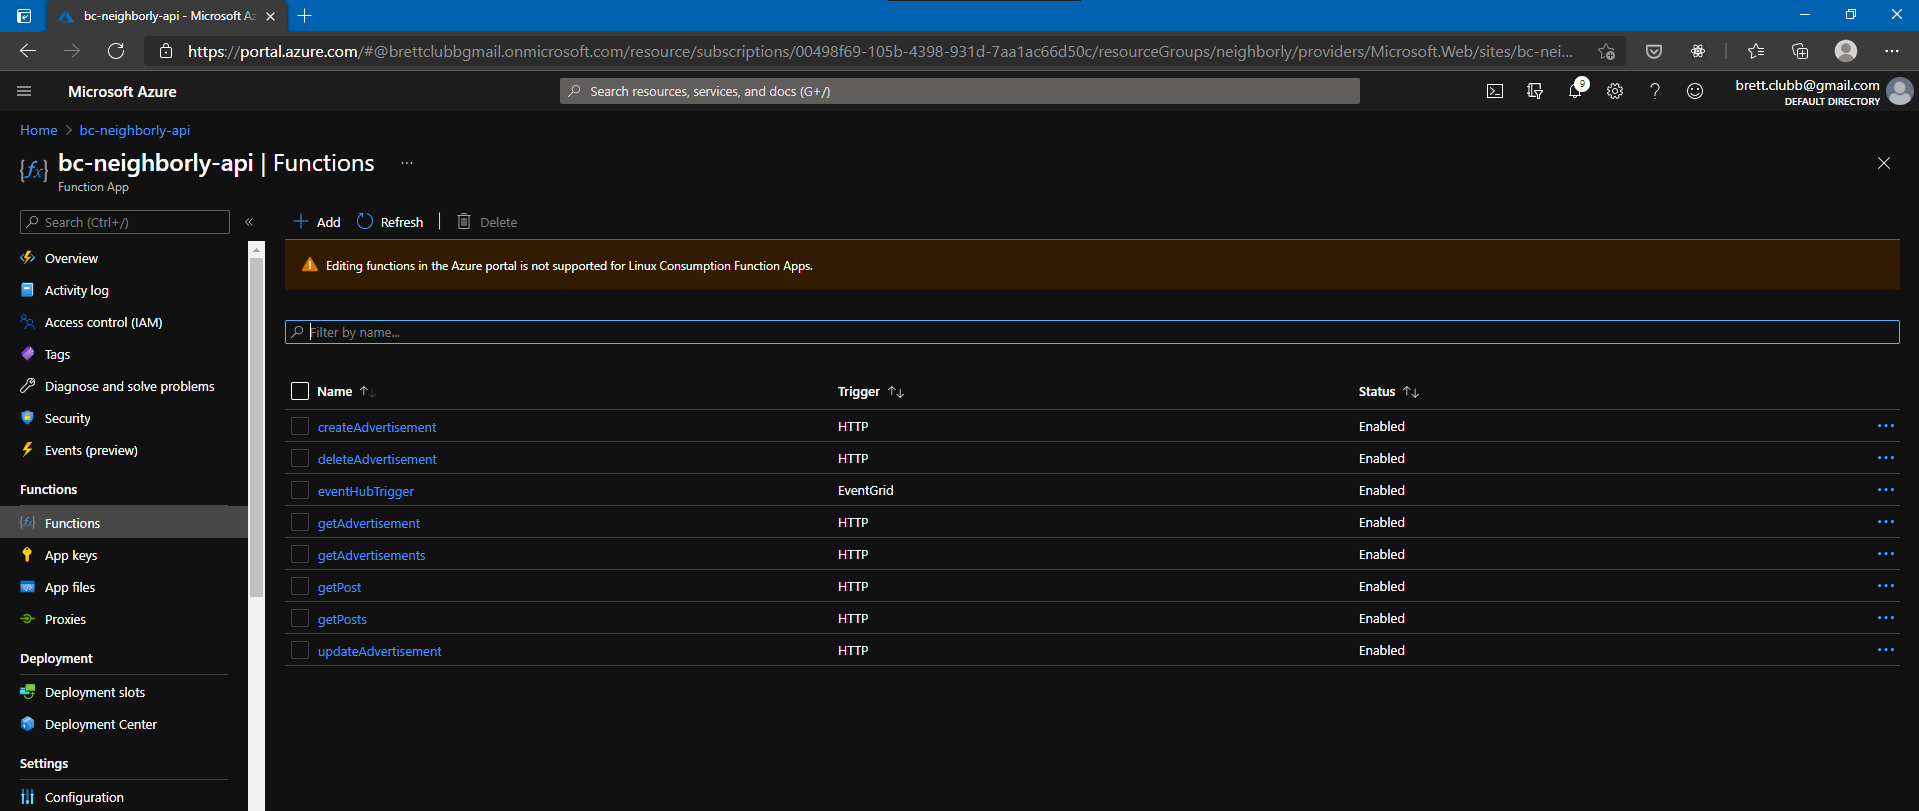 bc-neighborly-api - Microsoft Az
https://portal.azure.com/#@brettclubbgmail.onmicrosoft.com/resource/subscriptions/00498f69-105b-4398-931d-7aa1ac66d50c/resourceGroups/neighborly/providers/Microsoft.Web/sites/bc-nei...
Microsoft Azure
Search resources, services, and docs (G+/)
9
brett.clubb@gmail.com
DEFAULT DIRECTORY
Home > bc-neighborly-api
bc-neighborly-api | Functions ...
Function App
Search (Ctrl+/)
«
Overview
Activity log
Access control (IAM)
Tags
Diagnose and solve problems
Security
Events (preview)
Functions
Functions
App keys
App files
Proxies
Deployment
Deployment slots
Deployment Center
Settings
Configuration
Add Refresh Delete
Editing functions in the Azure portal is not supported for Linux Consumption Function Apps.
Filter by name...
Name Trigger Status
createAdvertisement HTTP Enabled
deleteAdvertisement HTTP Enabled
eventHubTrigger EventGrid Enabled
getAdvertisement HTTP Enabled
getAdvertisements HTTP Enabled
getPost HTTP Enabled
getPosts HTTP Enabled
updateAdvertisement HTTP Enabled